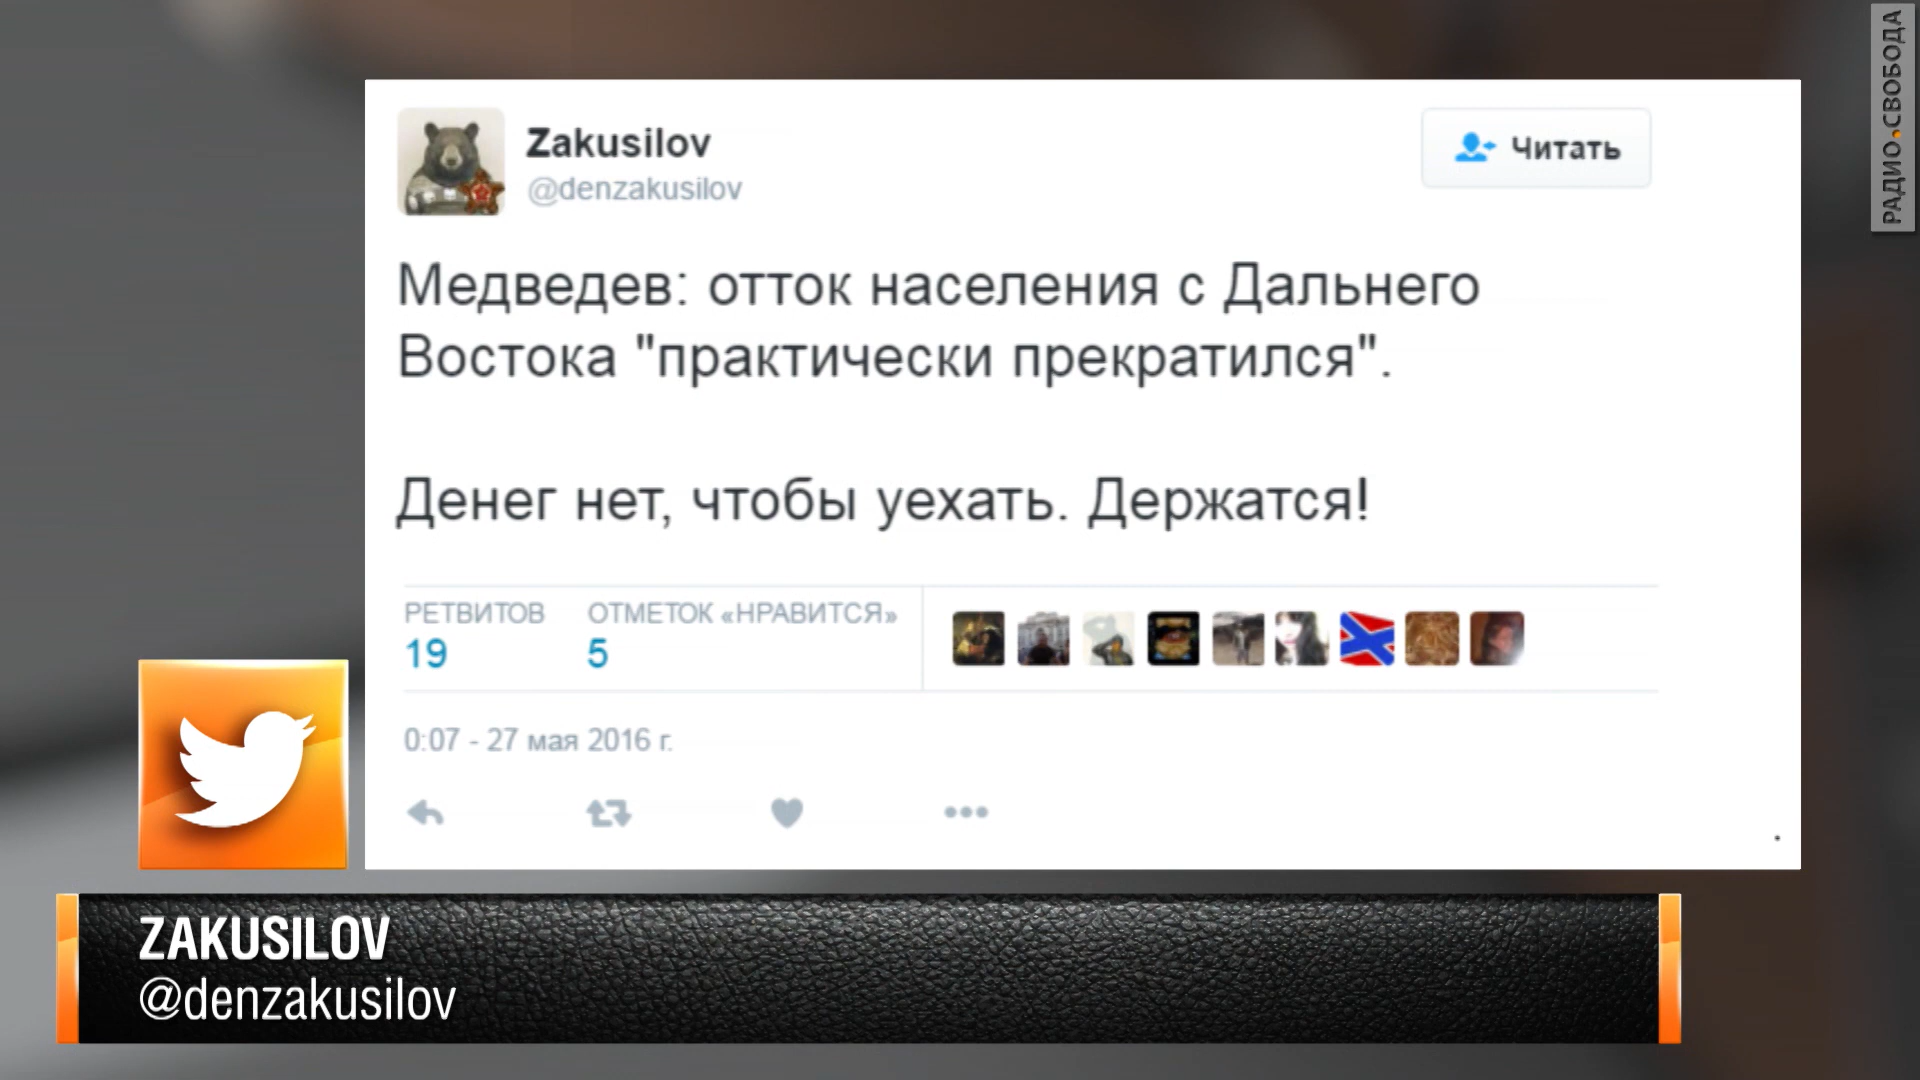 РАДИО СВОБОДА
Zakusilov
@denzakusilov
Читать
Медведев: отток населения с Дальнего
Востока "практически прекратился".
Денег нет, чтобы уехать. Держатся!
РЕТВИТОВ
19
ОТМЕТОК «НРАВИТСЯ»
5
0:07 - 27 мая 2016 г.
ZAKUSILOV
@denzakusilov